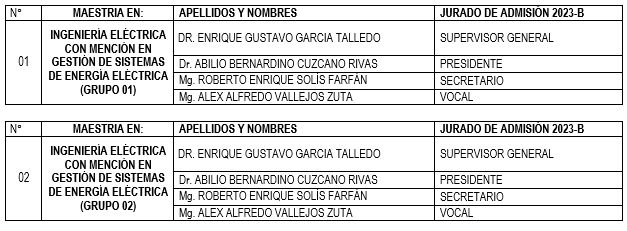 N° MAESTRIA EN: APELLIDOS Y NOMBRES JURADO DE ADMISIÓN 2023-B
01
INGENIERÍA ELÉCTRICA
CON MENCIÓN EN
GESTIÓN DE SISTEMAS
DE ENERGÍA ELÉCTRICA
(GRUPO 01)
DR. ENRIQUE GUSTAVO GARCIA TALLEDO SUPERVISOR GENERAL
Dr. ABILIO BERNARDINO CUZCANO RIVAS PRESIDENTE
Mg. ROBERTO ENRIQUE SOLÍS FARFÁN SECRETARIO
Mg. ALEX ALFREDO VALLEJOS ZUTA VOCAL
N° MAESTRIA EN: APELLIDOS Y NOMBRES JURADO DE ADMISIÓN 2023-B
02
INGENIERÍA ELÉCTRICA
CON MENCIÓN EN
GESTIÓN DE SISTEMAS
DE ENERGÍA ELÉCTRICA
(GRUPO 02)
DR. ENRIQUE GUSTAVO GARCIA TALLEDO SUPERVISOR GENERAL
Dr. ABILIO BERNARDINO CUZCANO RIVAS PRESIDENTE
Mg. ROBERTO ENRIQUE SOLÍS FARFÁN SECRETARIO
Mg. ALEX ALFREDO VALLEJOS ZUTA VOCAL